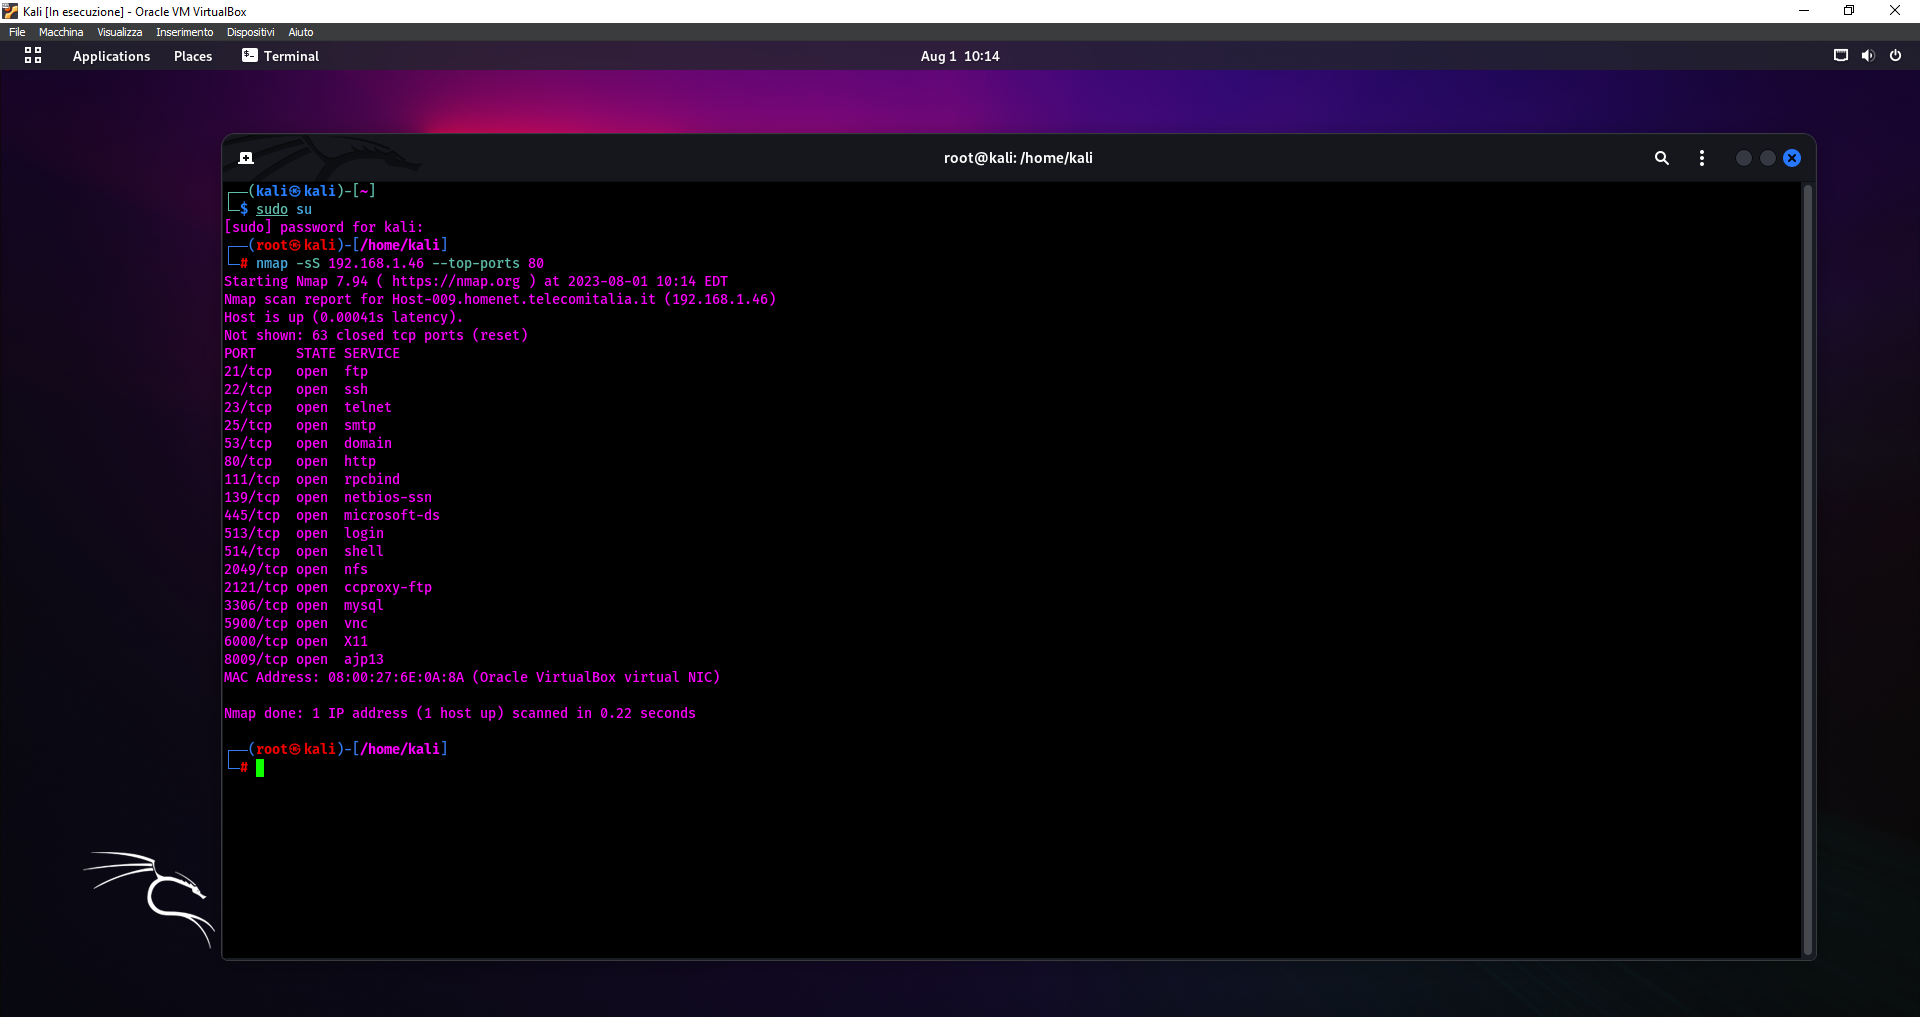 Kali [In esecuzione] - Oracle VM VirtualBox
File Macchina Visualizza Inserimento Dispositivi Aiuto
Applications Places Terminal Aug 1 10:14
root@kali: /home/kali
┌──(kali㉿kali)-[~]
└─$ sudo su
[sudo] password for kali:
┌──(root㉿kali)-[/home/kali]
└─# nmap -sS 192.168.1.46 --top-ports 80
Starting Nmap 7.94 ( https://nmap.org ) at 2023-08-01 10:14 EDT
Nmap scan report for Host-009.homenet.telecomitalia.it (192.168.1.46)
Host is up (0.00041s latency).
Not shown: 63 closed tcp ports (reset)
PORT     STATE SERVICE
21/tcp   open  ftp
22/tcp   open  ssh
23/tcp   open  telnet
25/tcp   open  smtp
53/tcp   open  domain
80/tcp   open  http
111/tcp  open  rpcbind
139/tcp  open  netbios-ssn
445/tcp  open  microsoft-ds
513/tcp  open  login
514/tcp  open  shell
2049/tcp open  nfs
2121/tcp open  ccproxy-ftp
3306/tcp open  mysql
5900/tcp open  vnc
6000/tcp open  X11
8009/tcp open  ajp13
MAC Address: 08:00:27:6E:0A:8A (Oracle VirtualBox virtual NIC)
Nmap done: 1 IP address (1 host up) scanned in 0.22 seconds
┌──(root㉿kali)-[/home/kali]
└─#